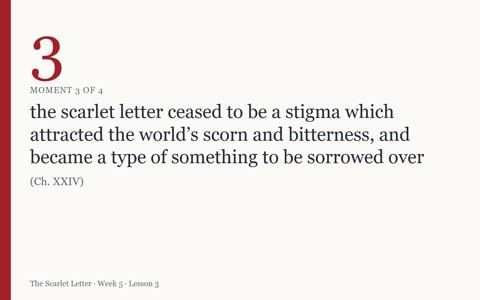 3
MOMENT 3 OF 4
the scarlet letter ceased to be a stigma which
attracted the world’s scorn and bitterness, and
became a type of something to be sorrowed over
(Ch. XXIV)
The Scarlet Letter · Week 5 · Lesson 3